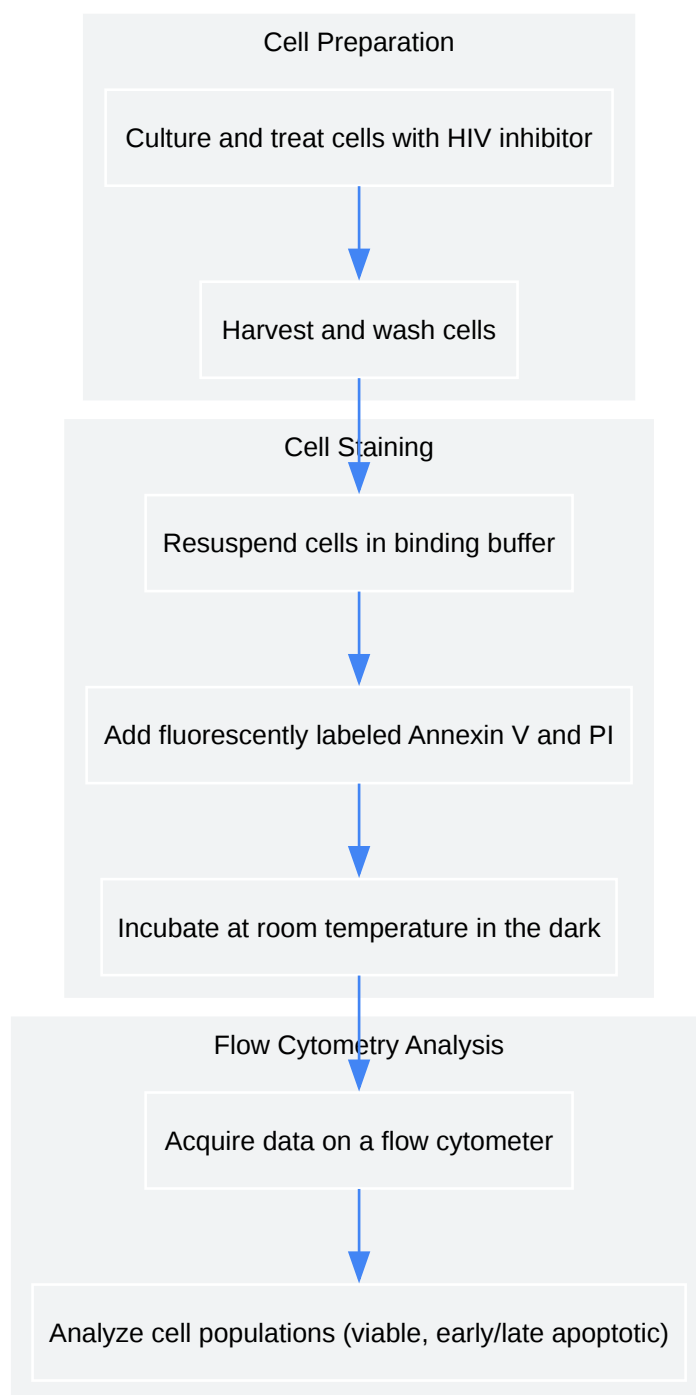 Cell Preparation
Culture and treat cells with HIV inhibitor
Harvest and wash cells
Cell Staining
Resuspend cells in binding buffer
Add fluorescently labeled Annexin V and PI
Incubate at room temperature in the dark
Flow Cytometry Analysis
Acquire data on a flow cytometer
Analyze cell populations (viable, early/late apoptotic)